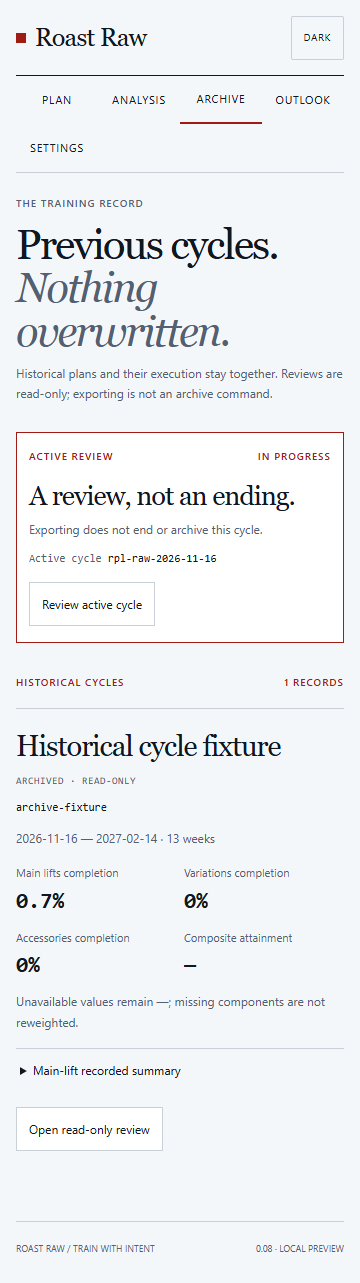 Roast Raw
DARK
PLAN ANALYSIS ARCHIVE OUTLOOK
SETTINGS
THE TRAINING RECORD
Previous cycles.
Nothing
overwritten.
Historical plans and their execution stay together. Reviews are
read-only; exporting is not an archive command.
ACTIVE REVIEW IN PROGRESS
A review, not an ending.
Exporting does not end or archive this cycle.
Active cycle rpl-raw-2026-11-16
Review active cycle
HISTORICAL CYCLES 1 RECORDS
Historical cycle fixture
ARCHIVED · READ-ONLY
archive-fixture
2026-11-16 — 2027-02-14 · 13 weeks
Main lifts completion Variations completion
0.7% 0%
Accessories completion Composite attainment
0% —
Unavailable values remain —; missing components are not
reweighted.
▶ Main-lift recorded summary
Open read-only review
ROAST RAW / TRAIN WITH INTENT 0.08 · LOCAL PREVIEW